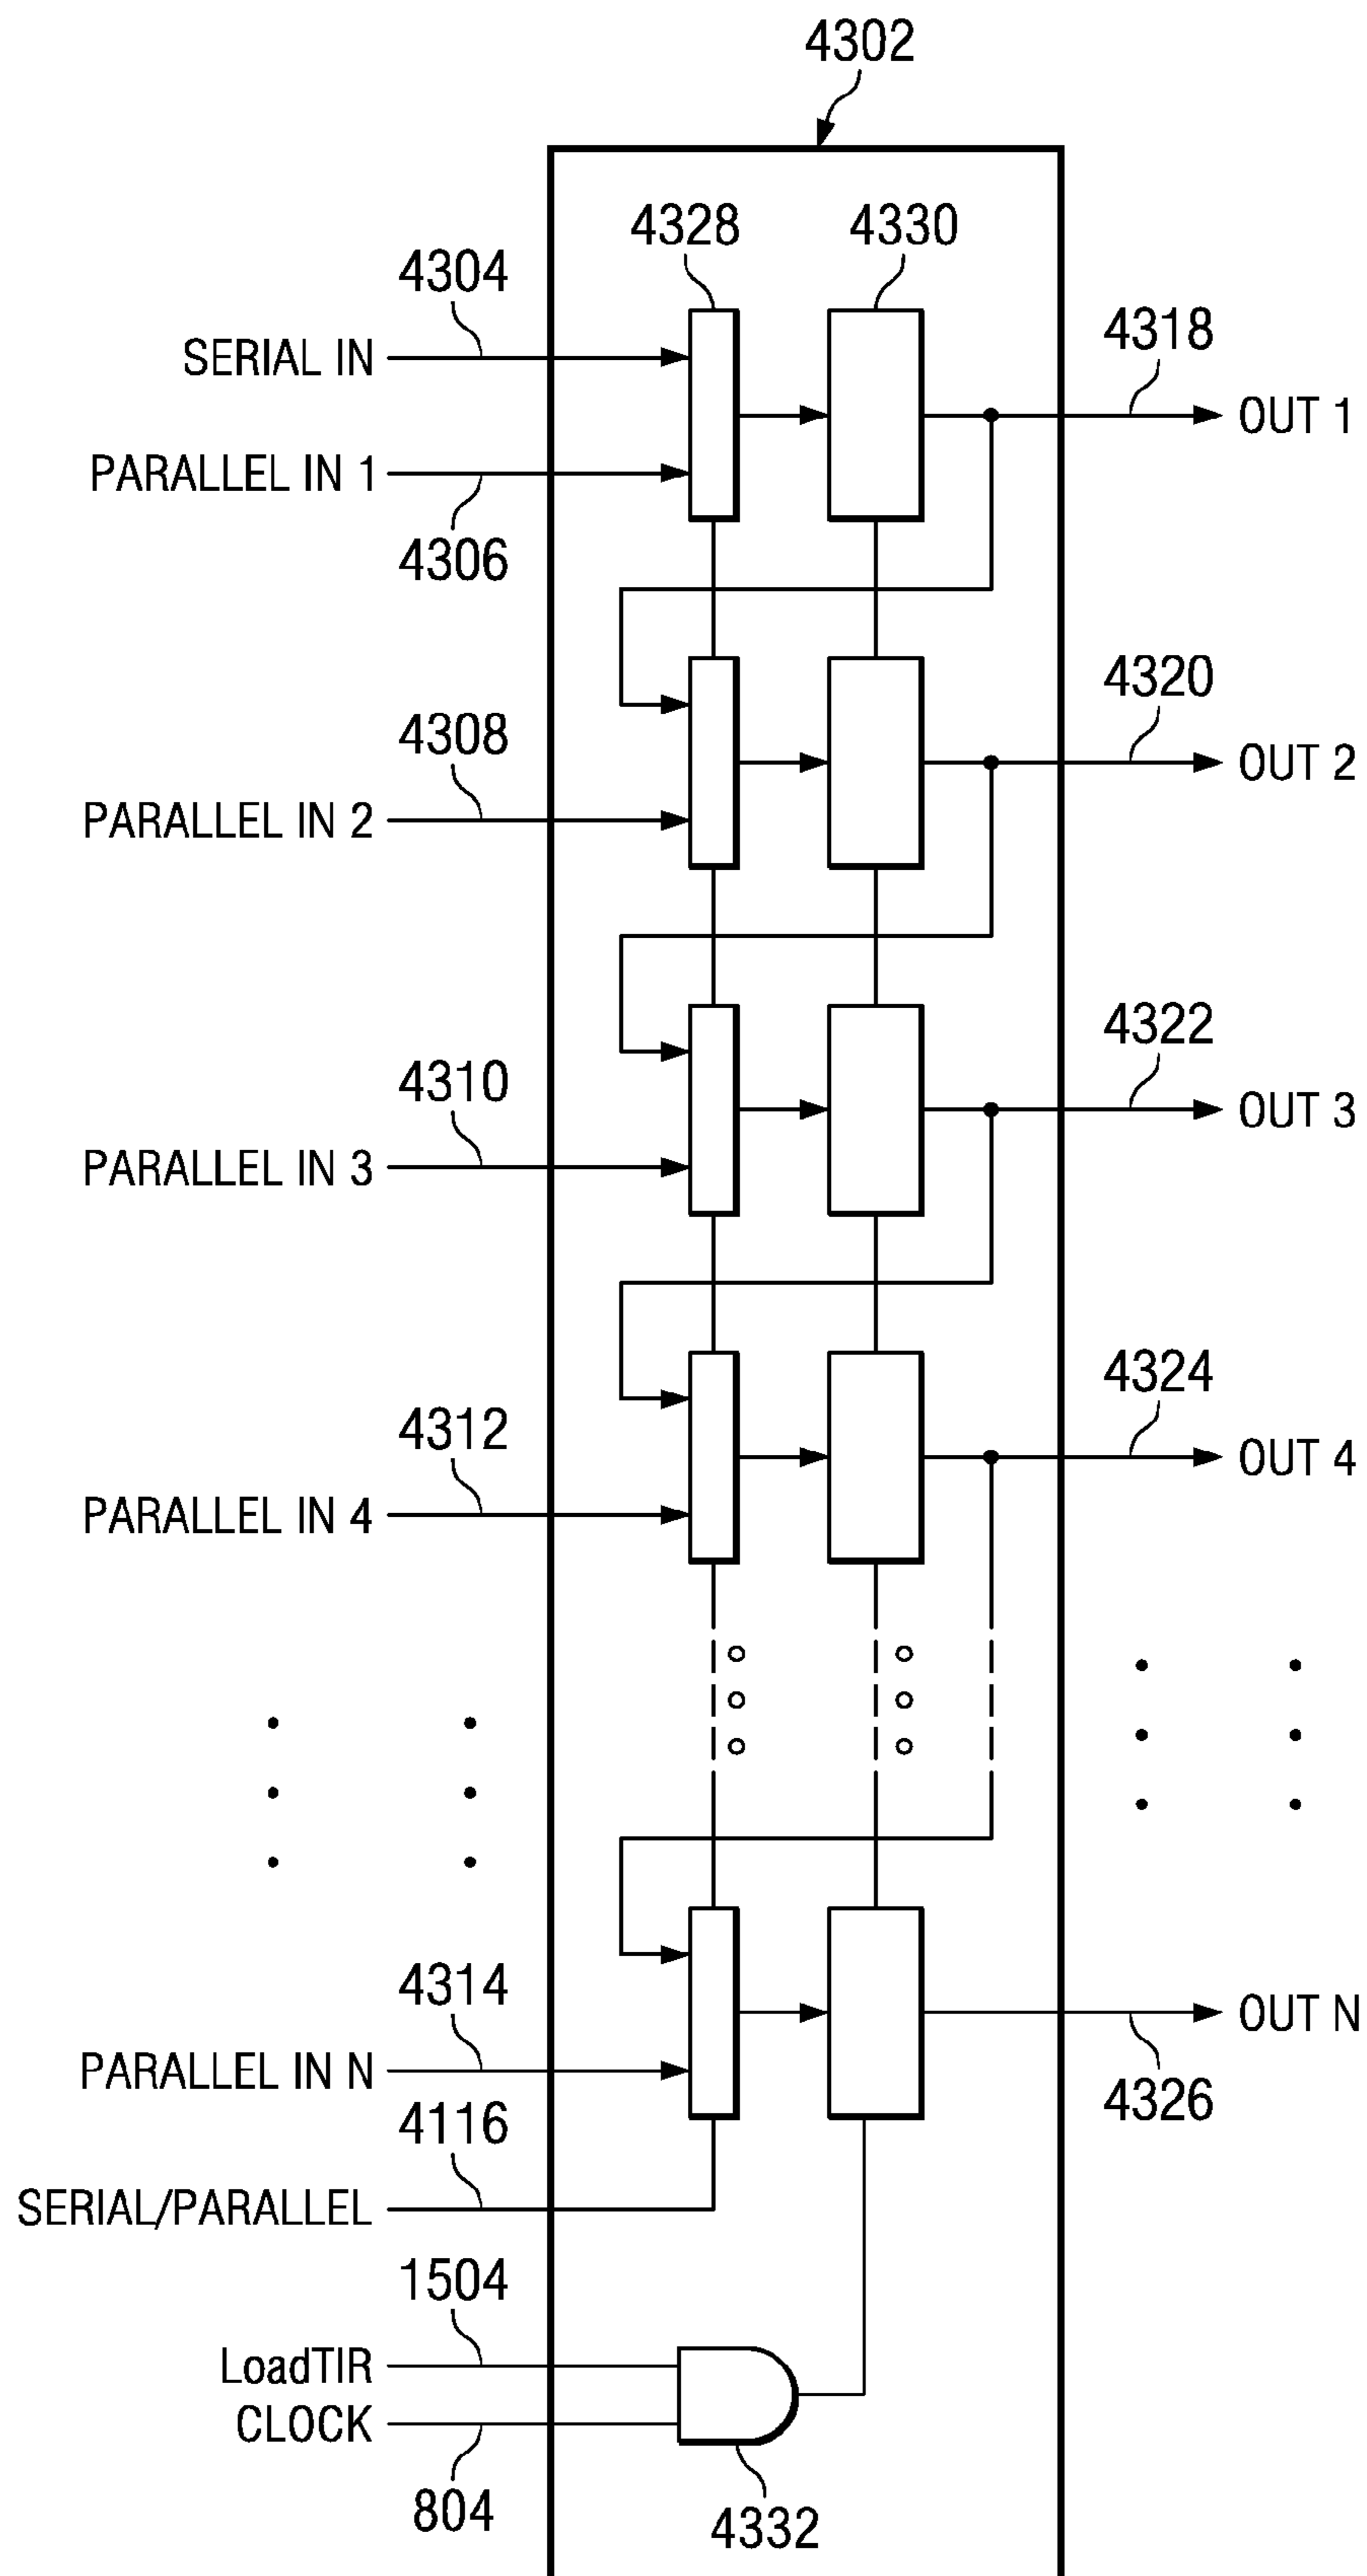 4302
4328
4330
4304
SERIAL IN
4318
OUT 1
PARALLEL IN 1
4306
4320
4308
OUT 2
PARALLEL IN 2
4322
4310
OUT 3
PARALLEL IN 3
4324
4312
OUT 4
PARALLEL IN 4
4314
OUT N
PARALLEL IN N
4326
4116
SERIAL/PARALLEL
1504
LoadTIR
CLOCK
804
4332